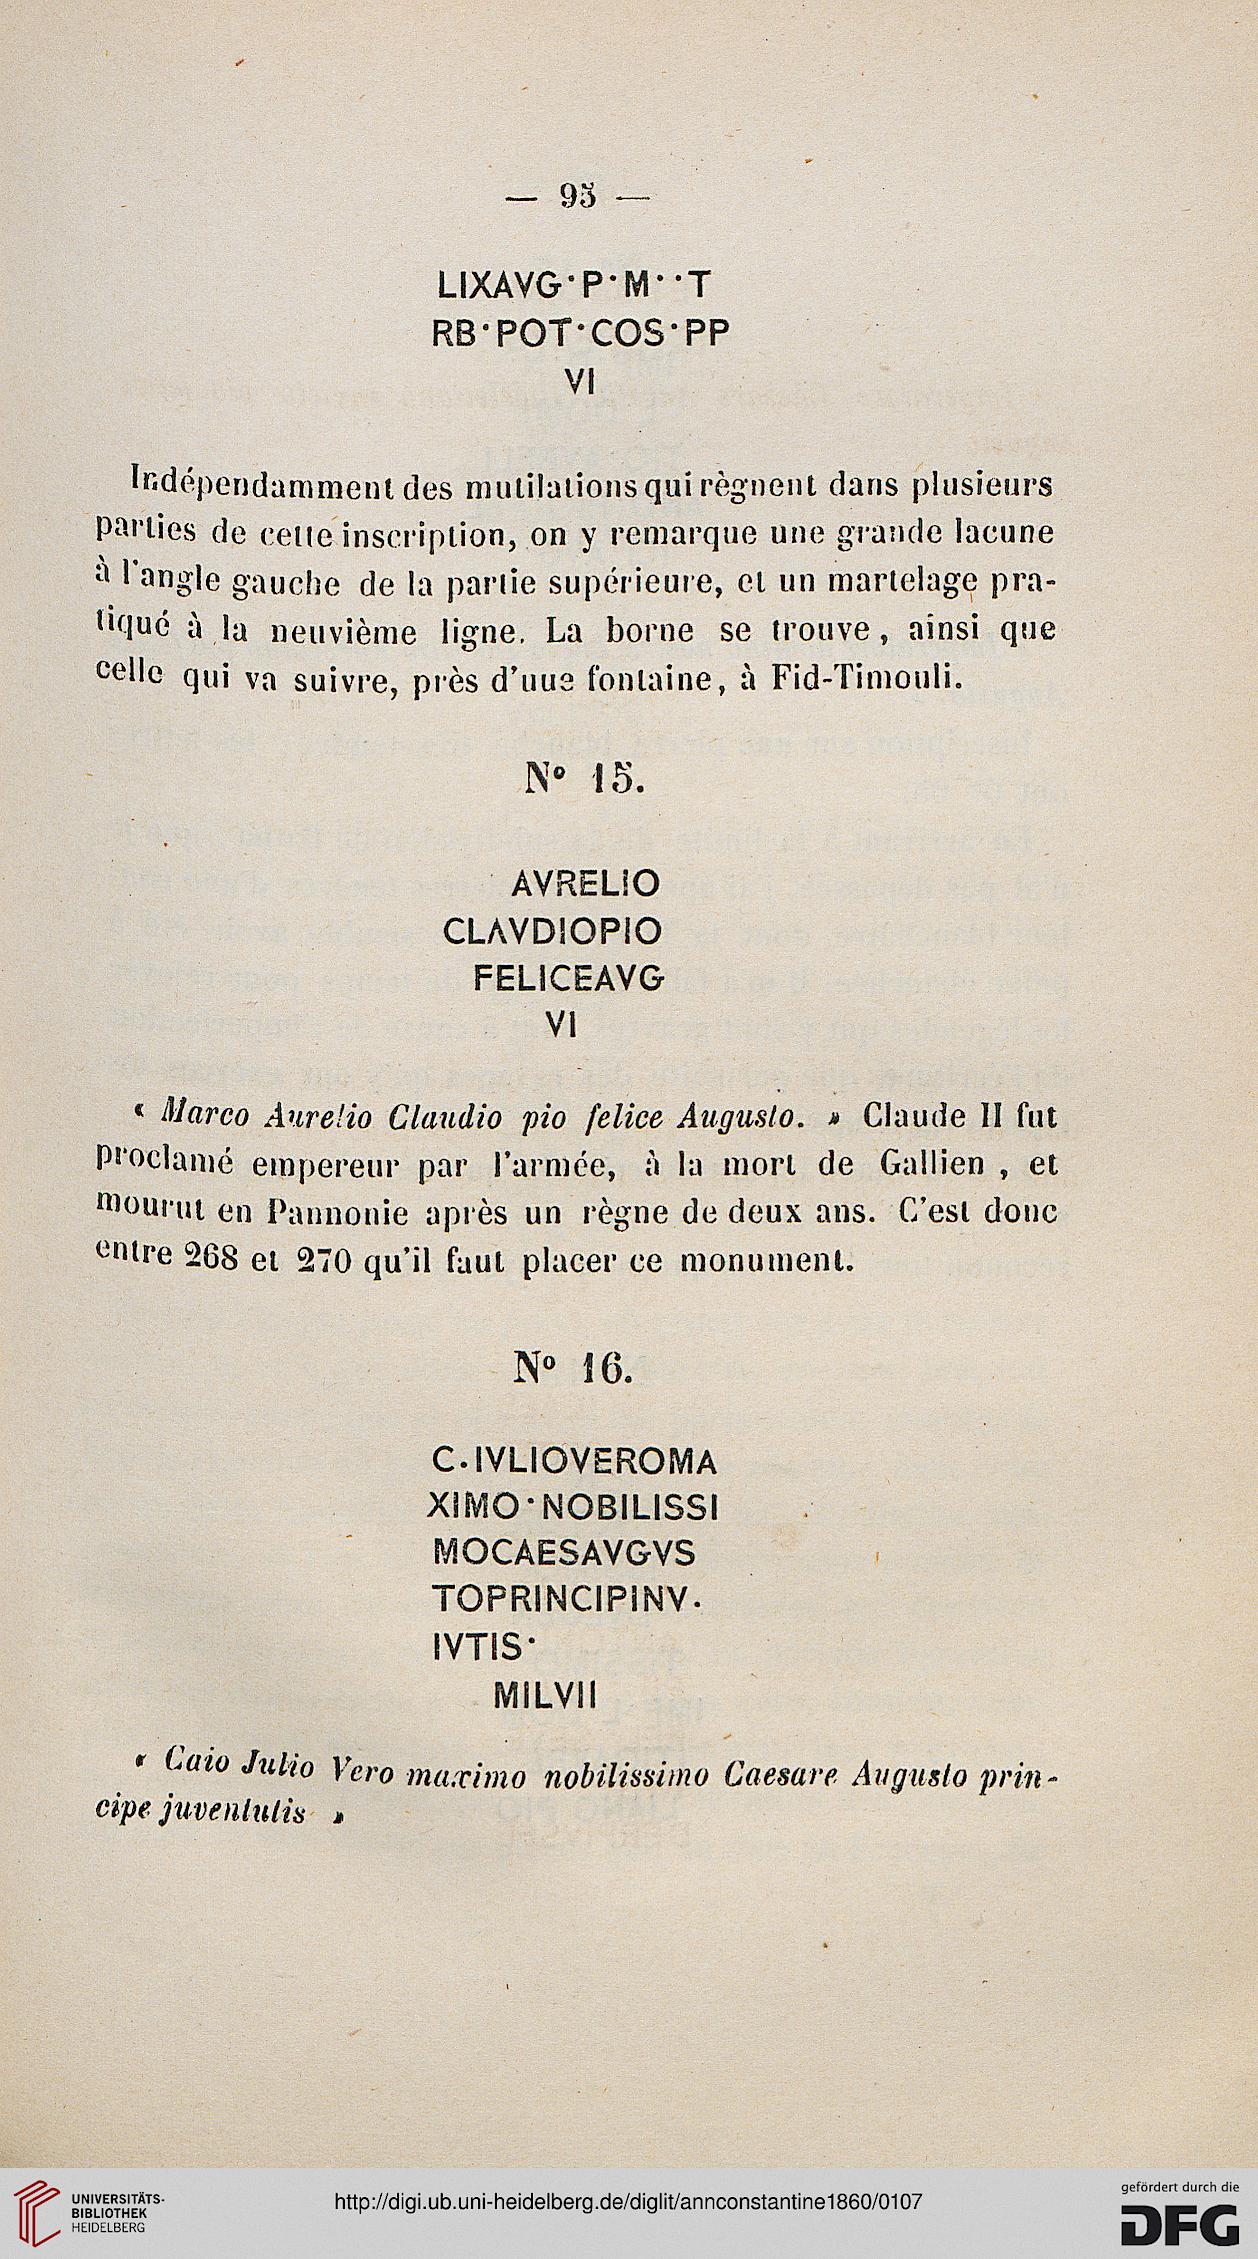 — 95 —
LIXAVG·P·M··T
RB·POT·COS·PP
VI
Indépendamment des mutilations qui règnent dans plusieurs
parties de cette inscription, on y remarque une grande lacune
à l'angle gauche de la partie supérieure, et un martelage pra-
tiqué à la neuvième ligne. La borne se trouve, ainsi que
celle qui va suivre, près d'uue fontaine, à Fid-Timouli.
N° 15.
AVRELIO
CLAVDIOPIO
FELICEAVG
VI
« Marco Aurelio Claudio pio felice Augusto. » Claude II fut
proclamé empereur par l'armée, à la mort de Gallien, et
mourut en Pannonie après un règne de deux ans. C'est donc
entre 268 et 270 qu'il faut placer ce monument.
N° 16.
C.IVLIOVEROMA
XIMO·NOBILISSI
MOCAESAVGVS
TOPRINCIPINV.
IVTIS·
MILVII
« Caio Julio Vero maximo nobilissimo Caesare Augusto prin-
cipe juventutis »
UNIVERSITÄTS-
BIBLIOTHEK
HEIDELBERG
http://digi.ub.uni-heidelberg.de/diglit/annconstantine1860/0107
gefördert durch die
DFG